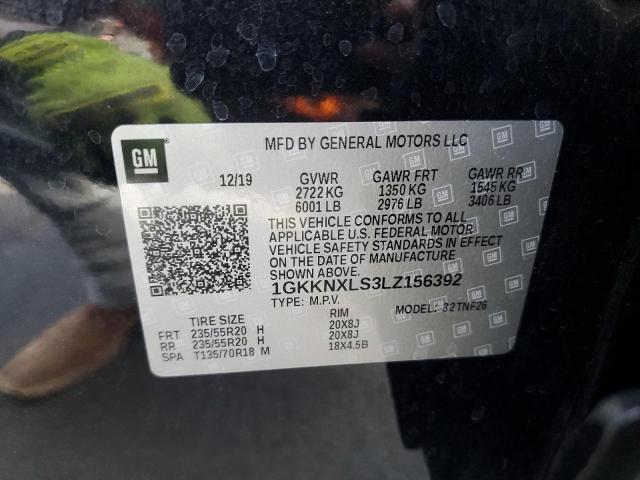 GM
MFD BY GENERAL MOTORS LLC
12/19 GVWR GAWR FRT GAWR RR
2722 KG 1350 KG 1545 KG
6001 LB 2976 LB 3406 LB
THIS VEHICLE CONFORMS TO ALL
APPLICABLE U.S. FEDERAL MOTOR
VEHICLE SAFETY STANDARDS IN EFFECT
ON THE DATE OF MANUFACTURE
SHOWN ABOVE.
1GKKNXLS3LZ156392
TYPE: M.P.V. MODEL: 32TNF26
TIRE SIZE RIM
FRT 235/55R20 H 20X8J
RR 235/55R20 H 20X8J
SPA T135/70R18 M 18X4.5B